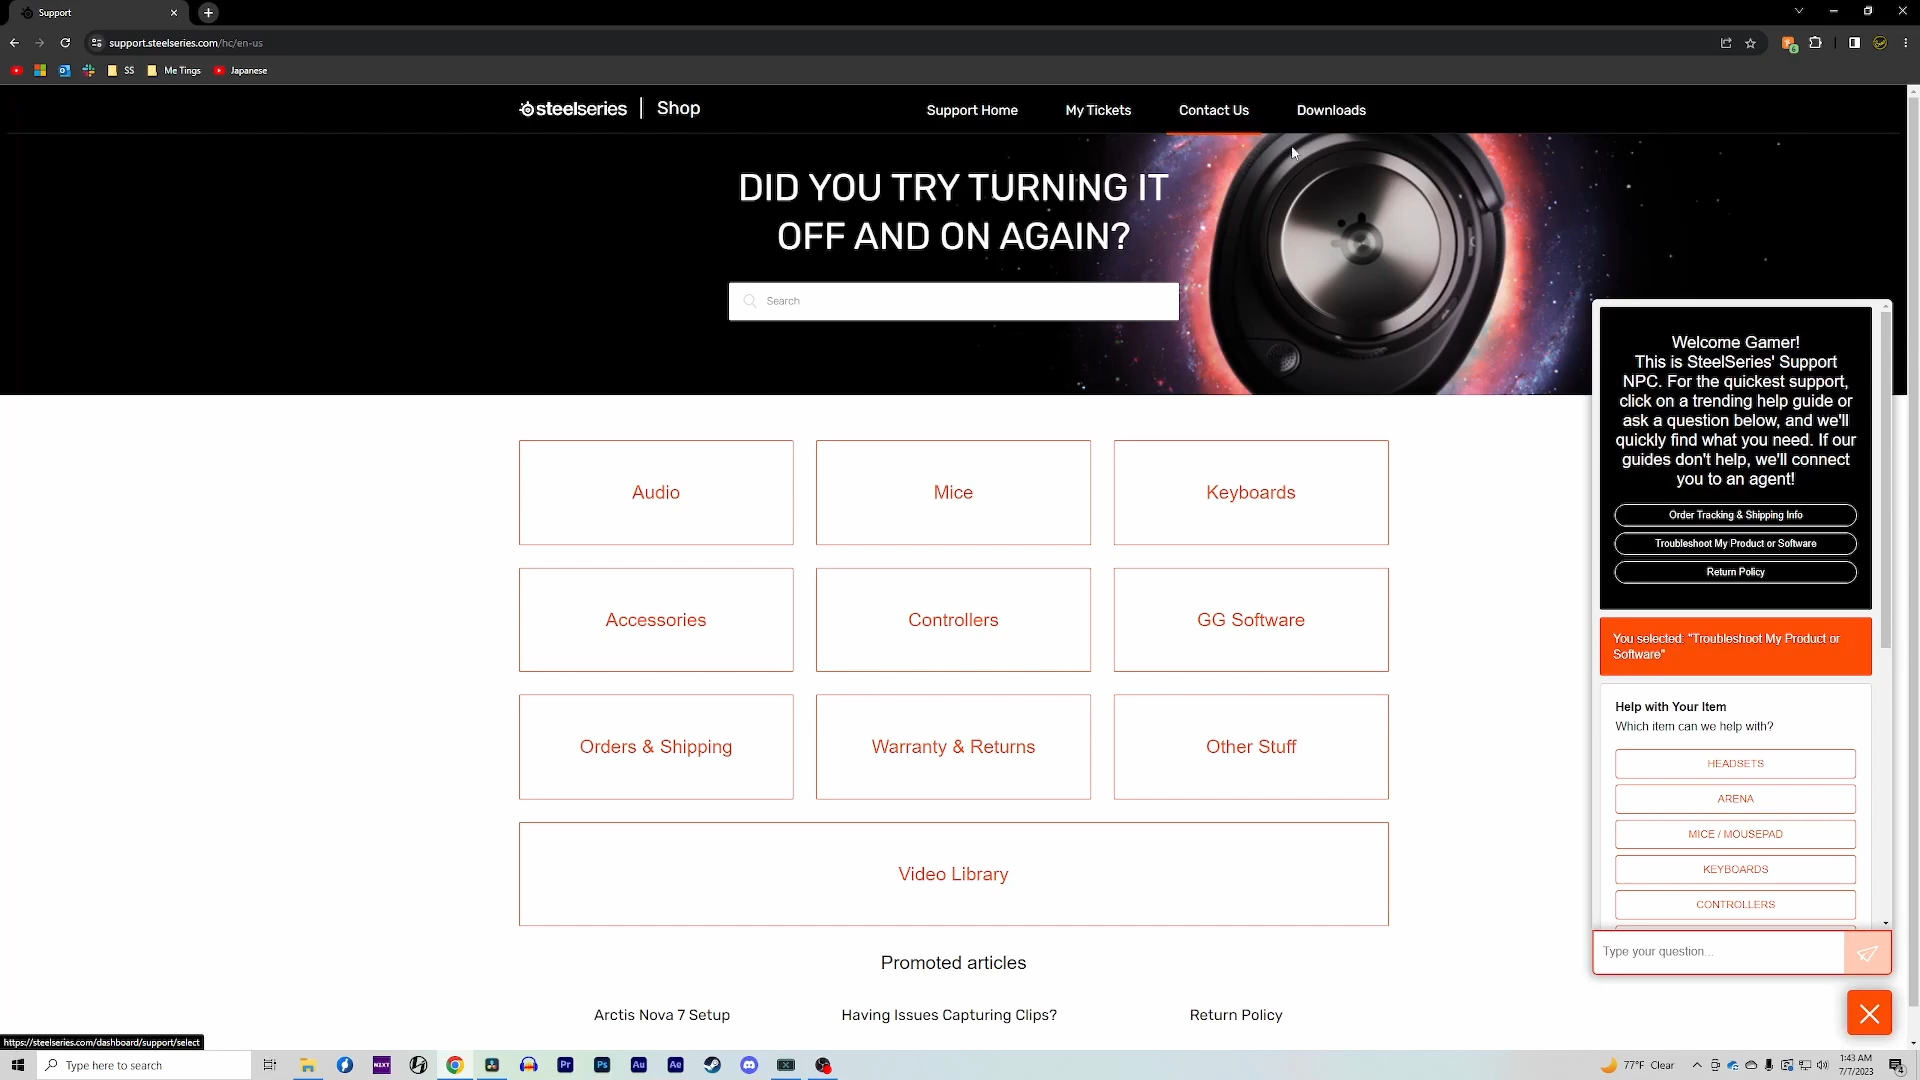 Support
support.steelseries.com/hc/en-us
SS
Me Tings
Japanese
steelseries
Shop
Support Home
My Tickets
Contact Us
Downloads
DID YOU TRY TURNING IT
OFF AND ON AGAIN?
Search
Audio
Mice
Keyboards
Accessories
Controllers
GG Software
Orders & Shipping
Warranty & Returns
Other Stuff
Video Library
Promoted articles
Arctis Nova 7 Setup
Having Issues Capturing Clips?
Return Policy
Welcome Gamer!
This is SteelSeries' Support
NPC. For the quickest support,
click on a trending help guide or
ask a question below, and we'll
quickly find what you need. If our
guides don't help, we'll connect
you to an agent!
Order Tracking & Shipping Info
Troubleshoot My Product or Software
Return Policy
You selected: "Troubleshoot My Product or
Software"
Help with Your Item
Which item can we help with?
HEADSETS
ARENA
MICE / MOUSEPAD
KEYBOARDS
CONTROLLERS
Type your question...
https://steelseries.com/dashboard/support/select
Type here to search
NZXT
Pr
Ps
Au
Ae
77°F Clear
1:43 AM
7/7/2023